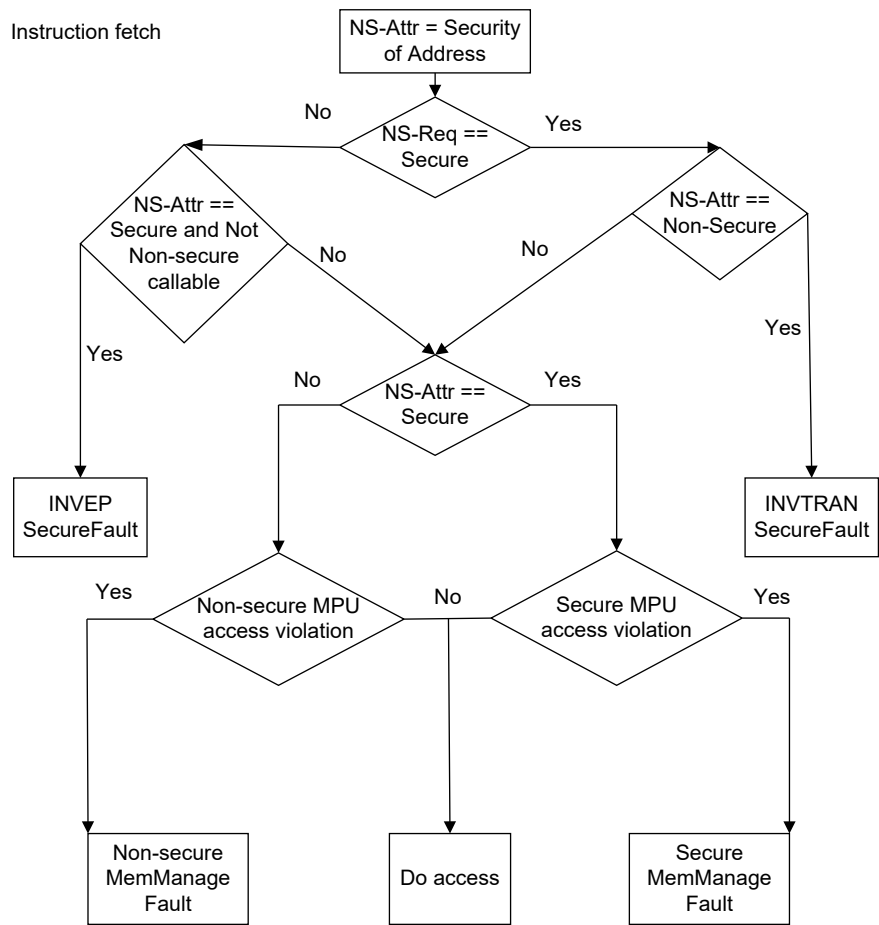 Instruction fetch
NS-Attr = Security
of Address
No
Yes
NS-Req ==
Secure
NS-Attr ==
Secure and Not
Non-secure
callable
NS-Attr ==
Non-Secure
No
No
Yes
Yes
No
Yes
NS-Attr ==
Secure
INVEP
SecureFault
INVTRAN
SecureFault
Yes
Non-secure MPU
access violation
No
Secure MPU
access violation
Yes
Non-secure
MemManage
Fault
Do access
Secure
MemManage
Fault